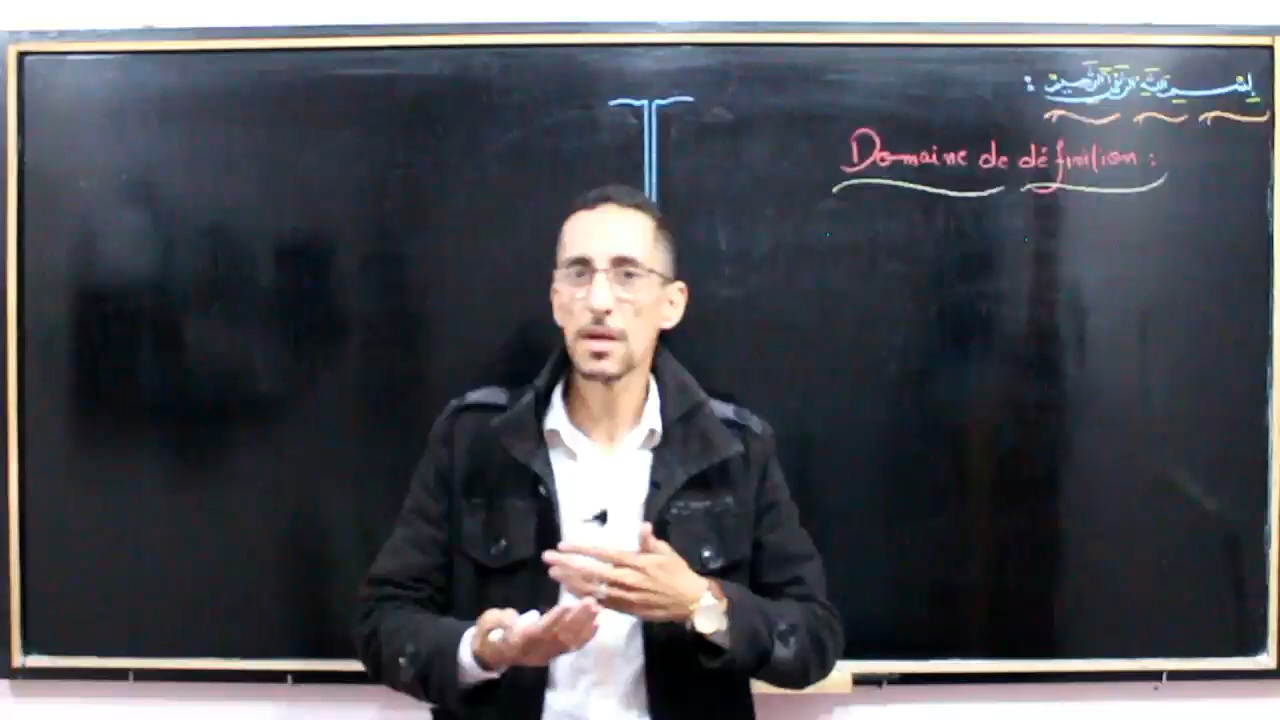 بسم الله الرحمن الرحيم :
Domaine de définition :